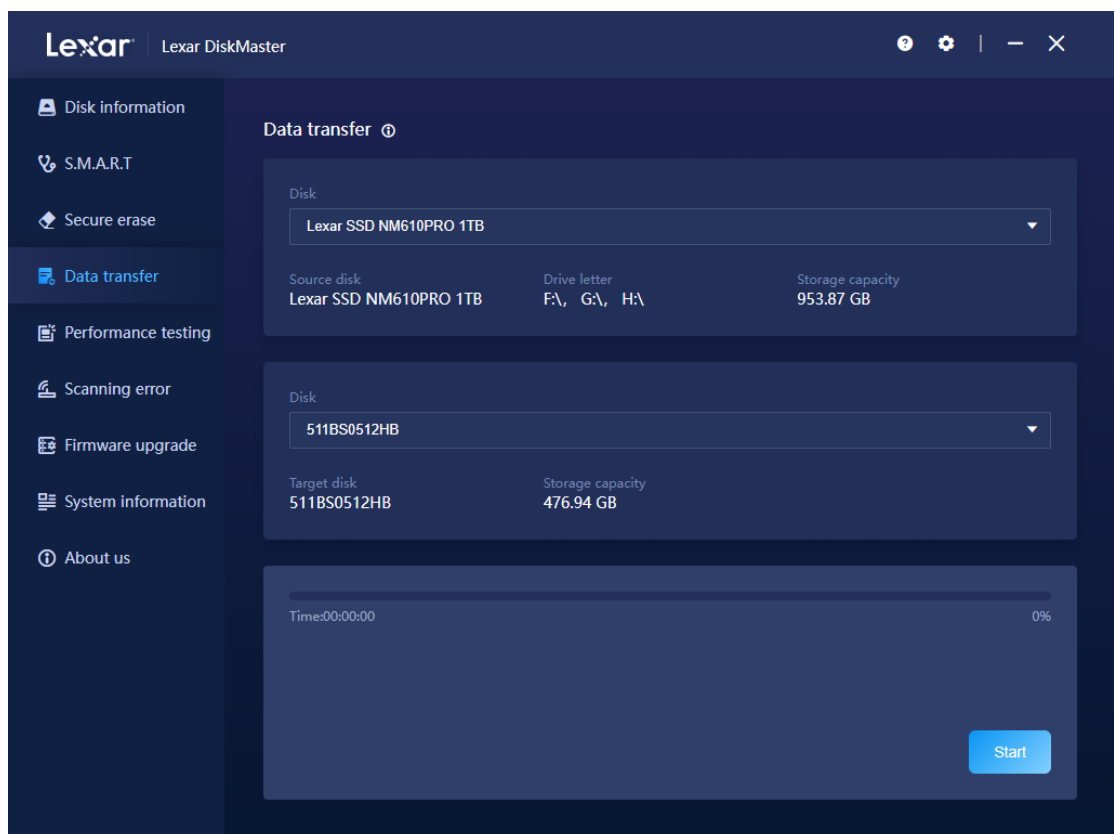 Lexar Lexar DiskMaster
Disk information
S.M.A.R.T
Secure erase
Data transfer
Performance testing
Scanning error
Firmware upgrade
System information
About us
Data transfer
Disk
Lexar SSD NM610PRO 1TB
Source disk Drive letter Storage capacity
Lexar SSD NM610PRO 1TB F:\, G:\, H:\ 953.87 GB
Disk
511BS0512HB
Target disk Storage capacity
511BS0512HB 476.94 GB
Time:00:00:00 0%
Start